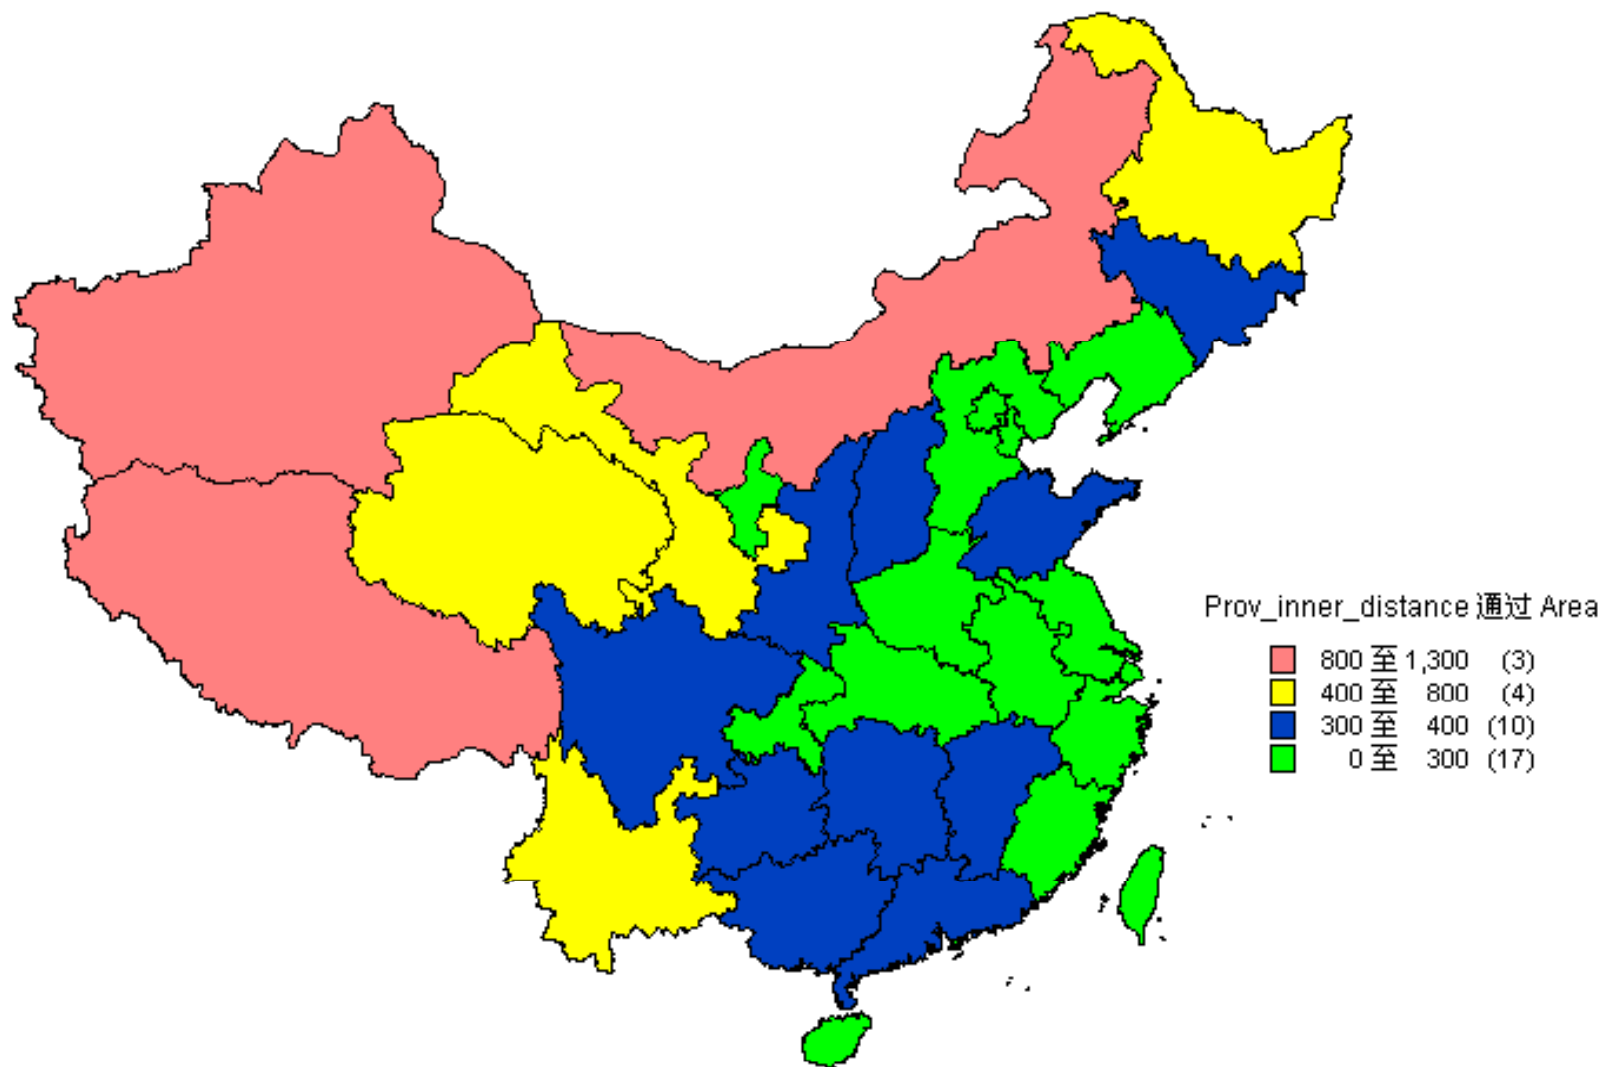 Prov_inner_distance 通过 Area
800 至 1,300 (3)
400 至 800 (4)
300 至 400 (10)
0 至 300 (17)